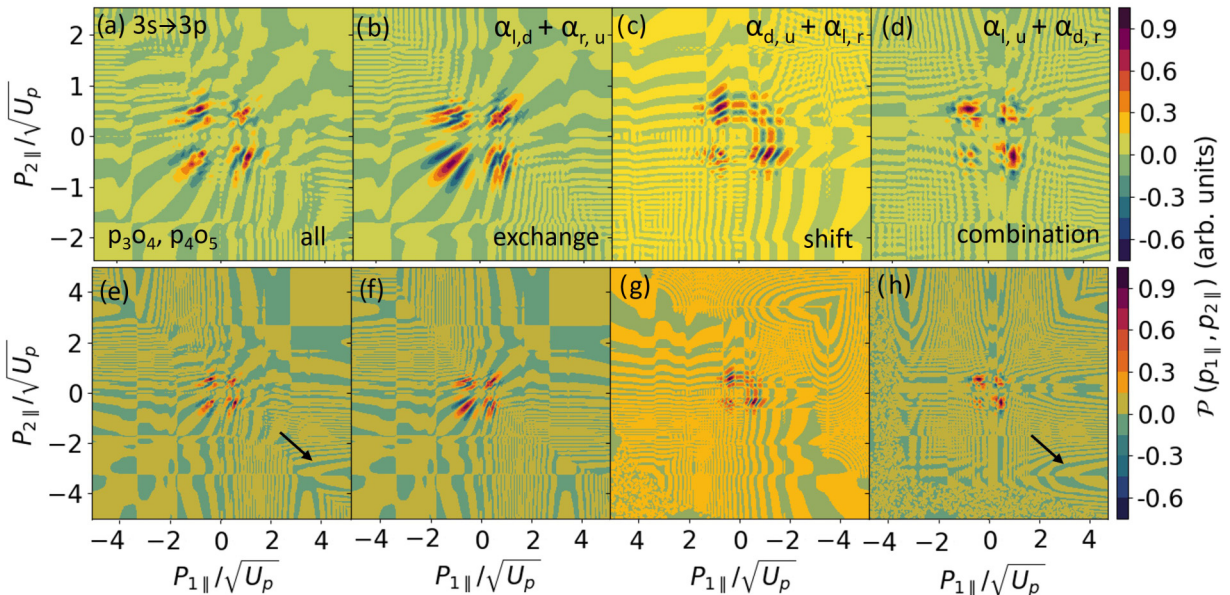 (a) 3s→3p
(b) α_{l,d} + α_{r,u}
(c) α_{d,u} + α_{l,r}
(d) α_{l,u} + α_{d,r}
P_{2∥}/√U_p
2
1
0
−1
−2
p₃o₄, p₄o₅ all
exchange
shift
combination
0.9
0.6
0.3
0.0
-0.3
-0.6
(e)
(f)
(g)
(h)
P_{2∥}/√U_p
4
2
0
−2
−4
0.9
0.6
0.3
0.0
-0.3
-0.6
𝒫 (p_{1∥}, p_{2∥}) (arb. units)
−4 −2 0 2 4
−4 −2 0 2 4
4 2 0 −2 −4
−4 −2 0 2 4
P_{1∥}/√U_p
P_{1∥}/√U_p
P_{1∥}/√U_p
P_{1∥}/√U_p